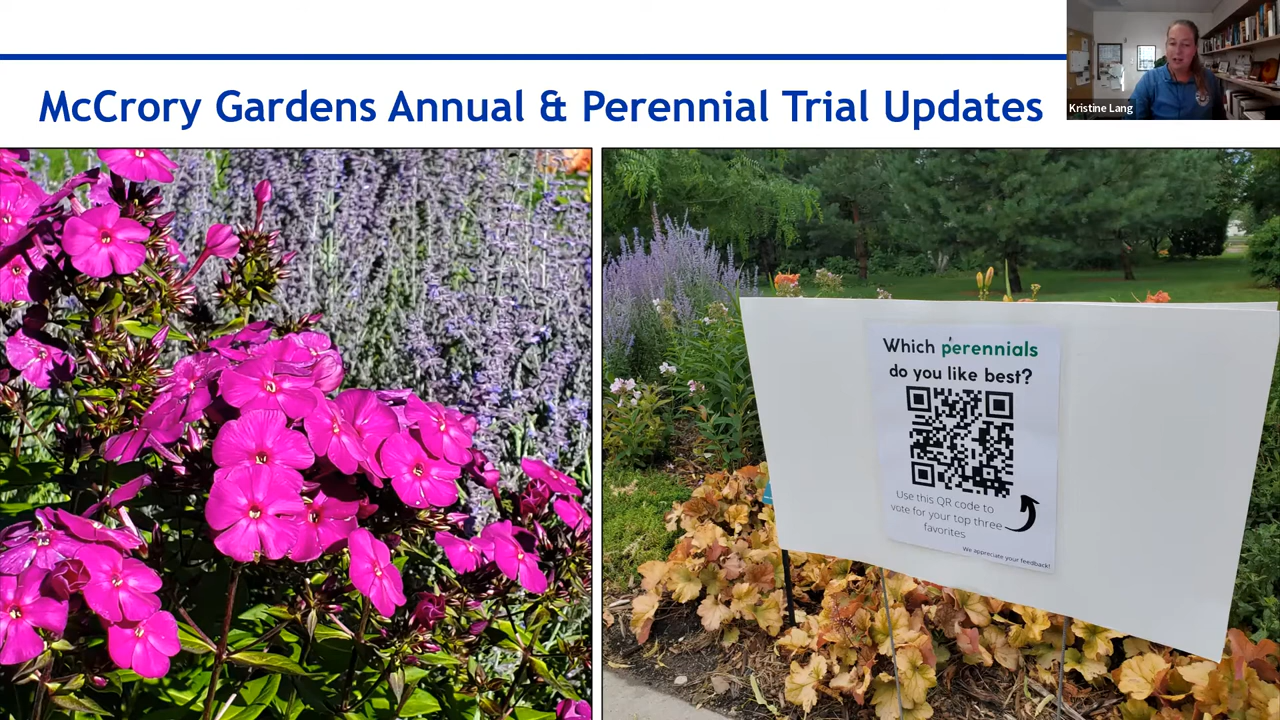 McCrory Gardens Annual & Perennial Trial Updates
Kristine Lang
Which perennials
do you like best?
Use this QR code to
vote for your top three
favorites
We appreciate your feedback!